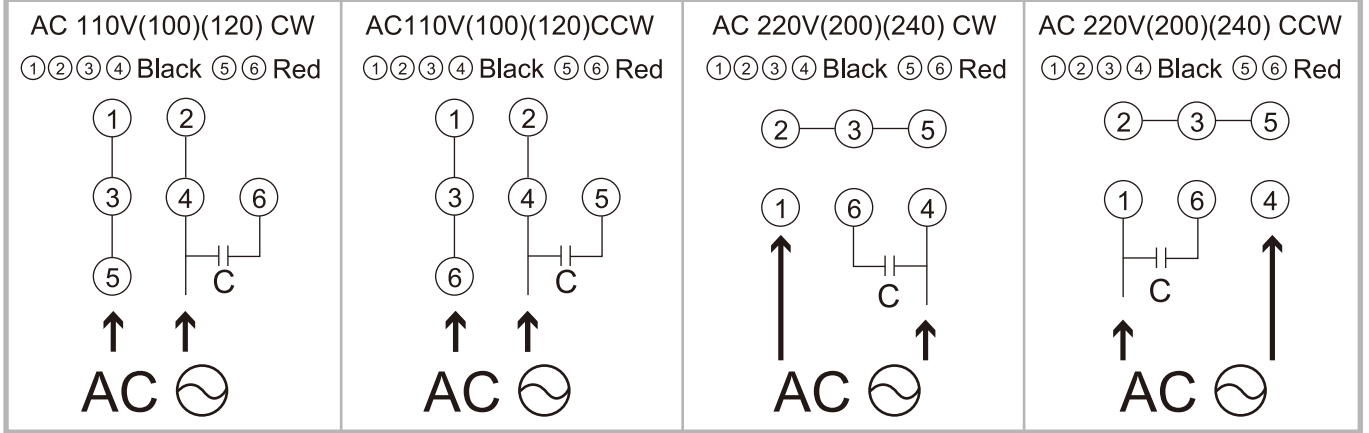 AC 110V(100)(120) CW
①②③④ Black ⑤⑥ Red
① ②
③ ④ ⑥
⑤ C
AC
AC110V(100)(120)CCW
①②③④ Black ⑤⑥ Red
① ②
③ ④ ⑤
⑥ C
AC
AC 220V(200)(240) CW
①②③④ Black ⑤⑥ Red
② ③ ⑤
① ⑥ ④
C
AC
AC 220V(200)(240) CCW
①②③④ Black ⑤⑥ Red
② ③ ⑤
① ⑥ ④
C
AC